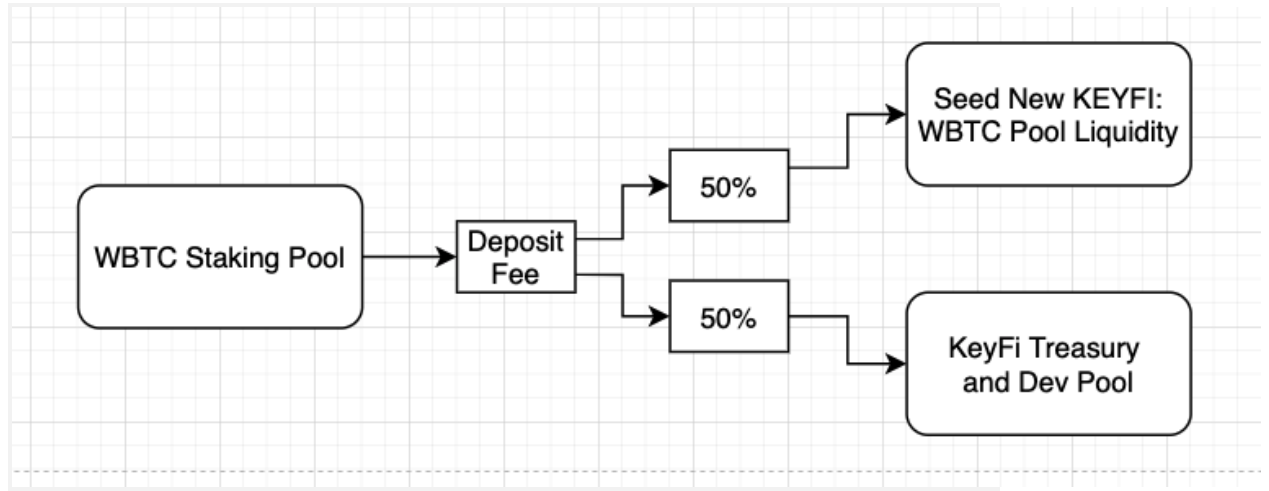 WBTC Staking Pool
Deposit
Fee
50%
Seed New KEYFI:
WBTC Pool Liquidity
50%
KeyFi Treasury
and Dev Pool